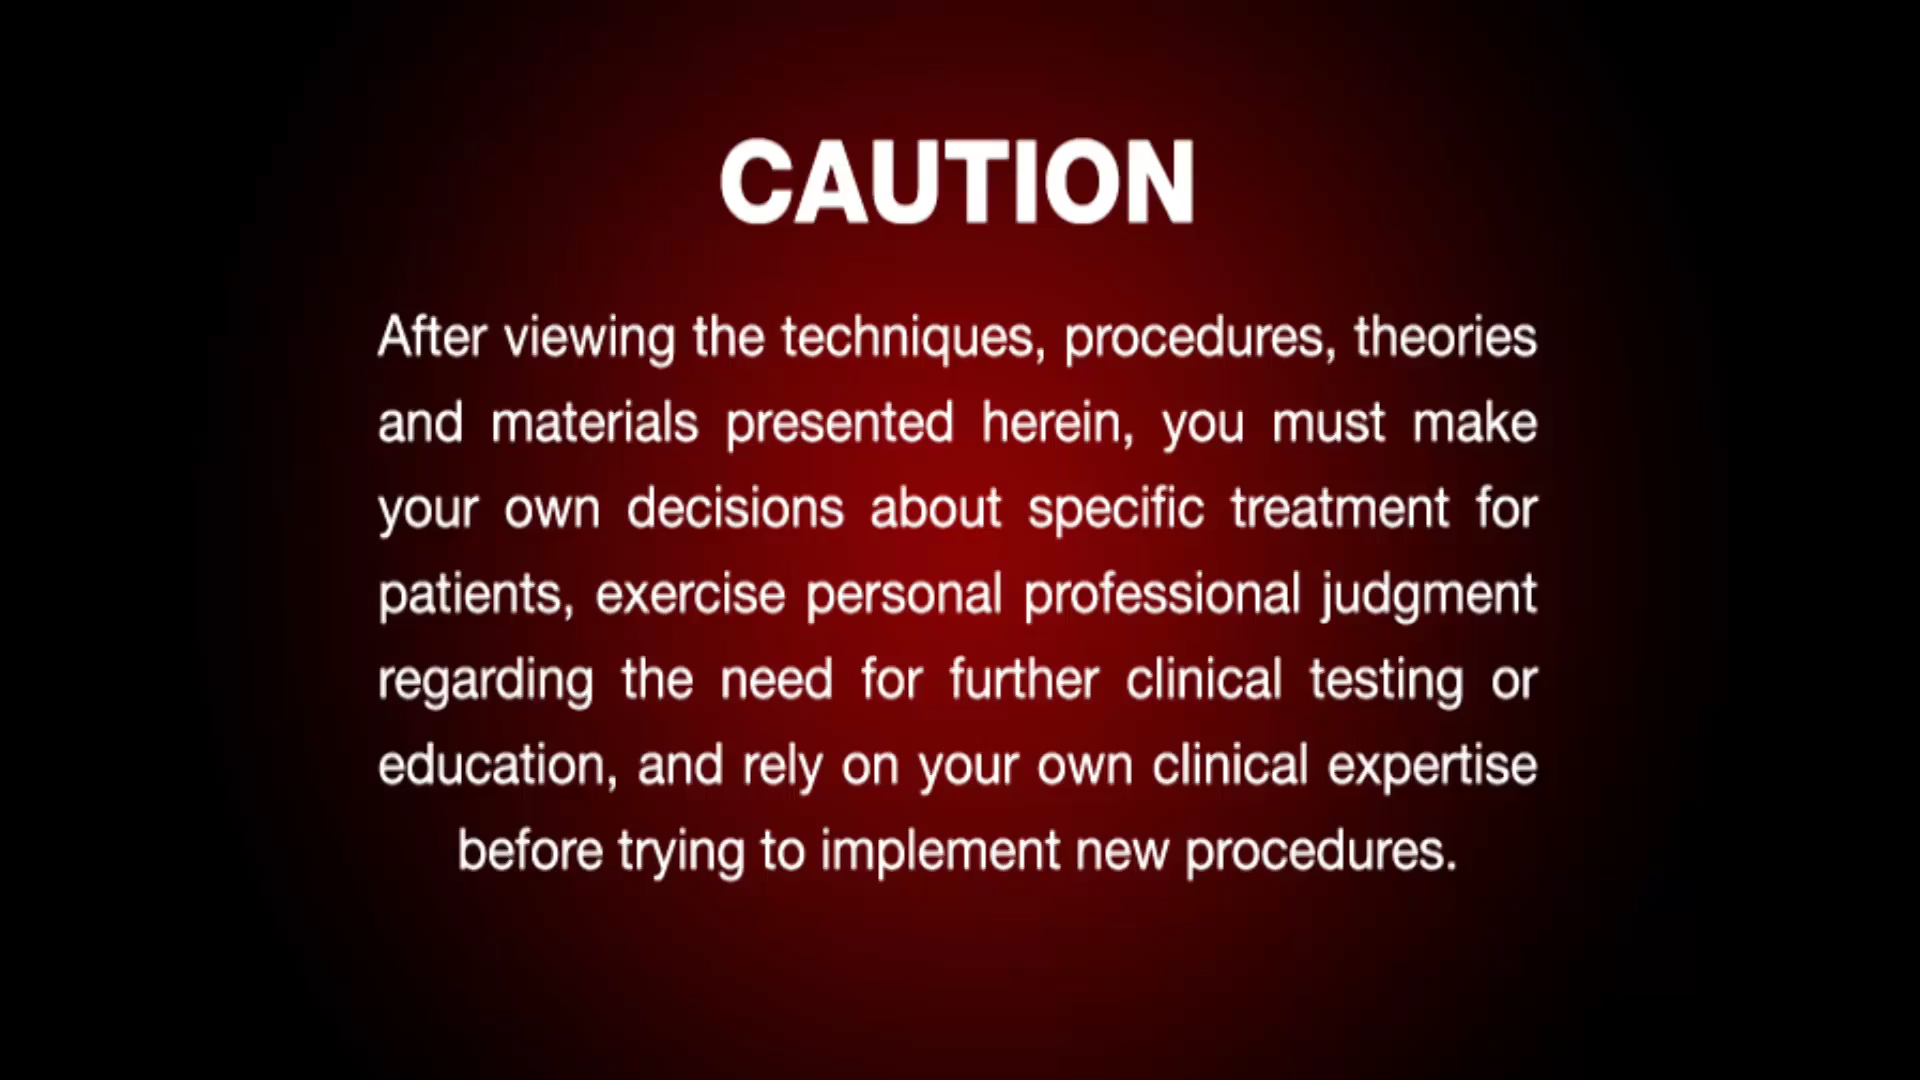 CAUTION
After viewing the techniques, procedures, theories
and materials presented herein, you must make
your own decisions about specific treatment for
patients, exercise personal professional judgment
regarding the need for further clinical testing or
education, and rely on your own clinical expertise
before trying to implement new procedures.